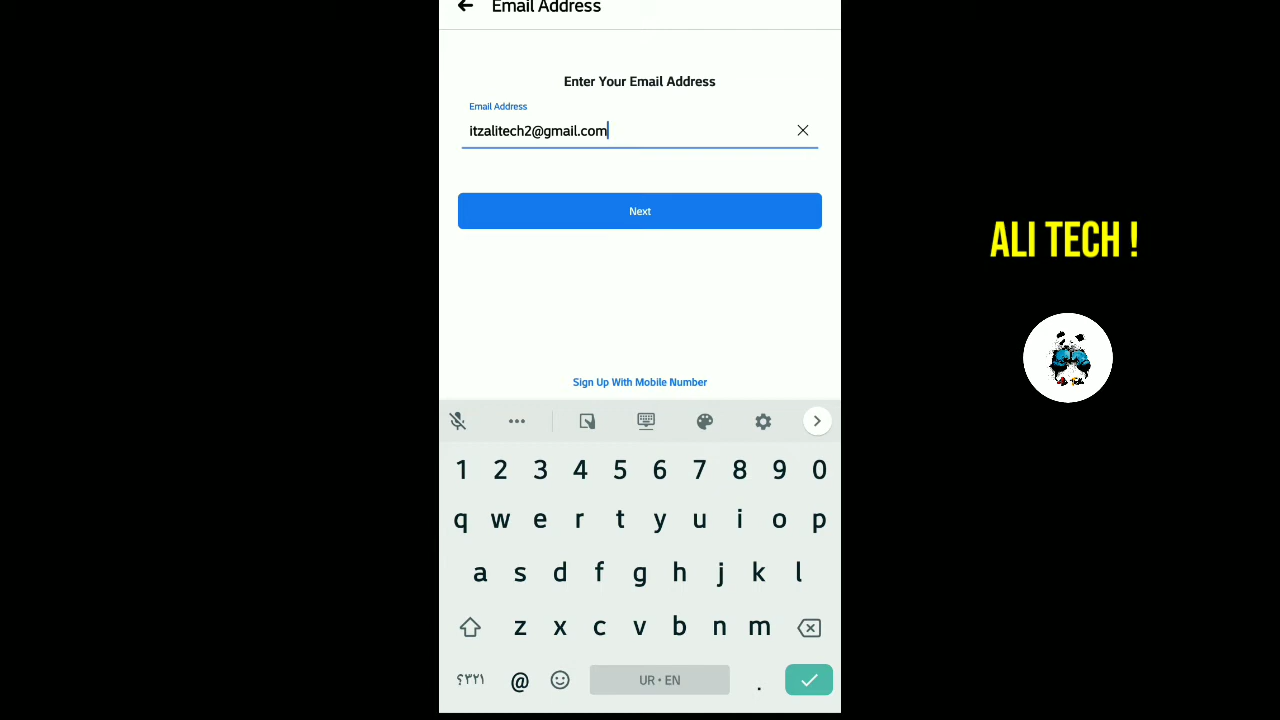 Email Address
Enter Your Email Address
Email Address
itzalitech2@gmail.com
Next
ALI TECH !
Sign Up With Mobile Number
1 2 3 4 5 6 7 8 9 0
q w e r t y u i o p
a s d f g h j k l
z x c v b n m
؟۳۲۱ @ UR • EN .